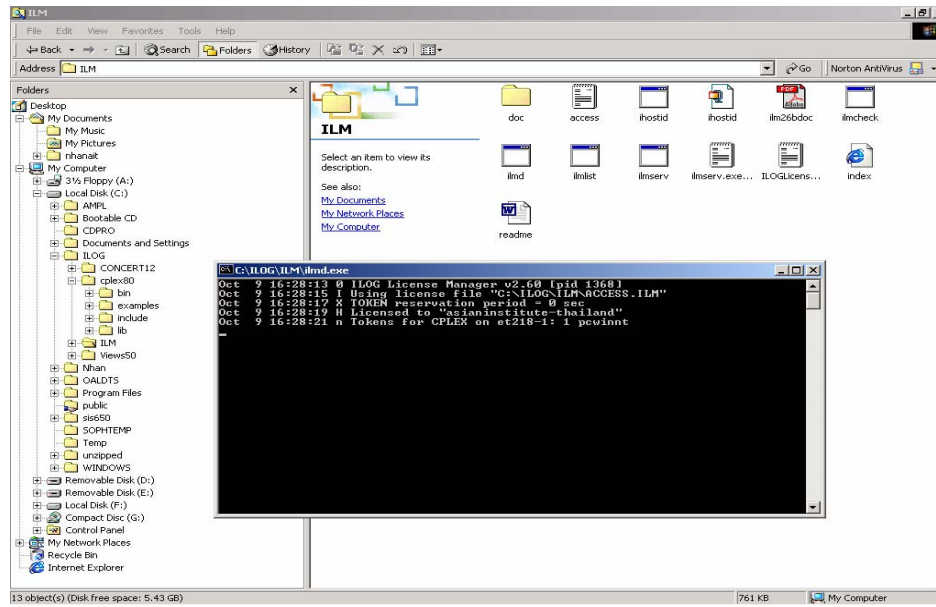 ILM
File Edit View Favorites Tools Help
Back Search Folders History
Address ILM Go Norton AntiVirus
Folders
Desktop
My Documents
My Music
My Pictures
nhanait
My Computer
3½ Floppy (A:)
Local Disk (C:)
AMPL
Bootable CD
CDPRO
Documents and Settings
ILOG
CONCERT12
cplex80
bin
examples
include
lib
ILM
Views50
Nhan
OALDTS
Program Files
public
sis650
SOPHTEMP
Temp
unzipped
WINDOWS
Removable Disk (D:)
Removable Disk (E:)
Local Disk (F:)
Compact Disc (G:)
Control Panel
My Network Places
Recycle Bin
Internet Explorer
ILM
Select an item to view its
description.
See also:
My Documents
My Network Places
My Computer
doc access ihostid ihostid ilm26bdoc ilmcheck
ilmd ilmlist ilmserv ilmserv.exe... ILOGLicens... index
readme
C:\ILOG\ILM\ilmd.exe
Oct 9 16:28:13 0 ILOG License Manager v2.60 [pid 1368]
Oct 9 16:28:15 I Using license file "C:\ILOG\ILM\ACCESS.ILM"
Oct 9 16:28:17 X TOKEN reservation period = 0 sec
Oct 9 16:28:19 H Licensed to "asianinstitute-thailand"
Oct 9 16:28:21 n Tokens for CPLEX on et218-1: 1 pcwinnt
13 object(s) (Disk free space: 5.43 GB) 761 KB My Computer